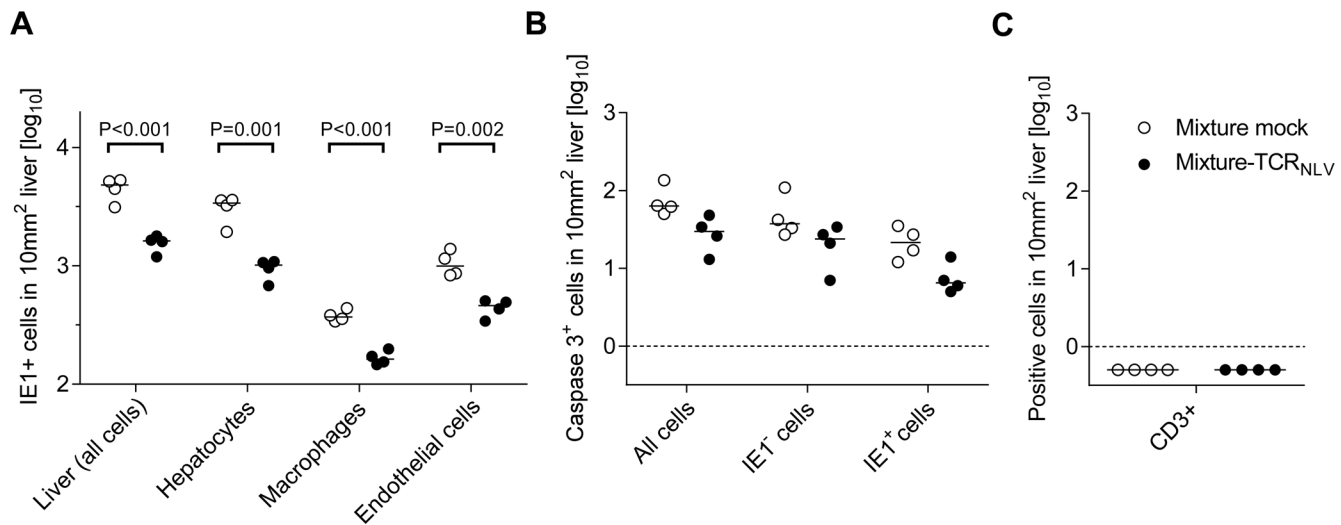 A
IE1+ cells in 10mm² liver [log₁₀]
4
3
2
P<0.001
P=0.001
P<0.001
P=0.002
Liver (all cells)
Hepatocytes
Macrophages
Endothelial cells
B
Caspase 3⁺ cells in 10mm² liver [log₁₀]
3
2
1
0
All cells
IE1⁻ cells
IE1⁺ cells
C
Positive cells in 10mm² liver [log₁₀]
3
2
1
0
Mixture mock
Mixture-TCR_NLV
CD3+